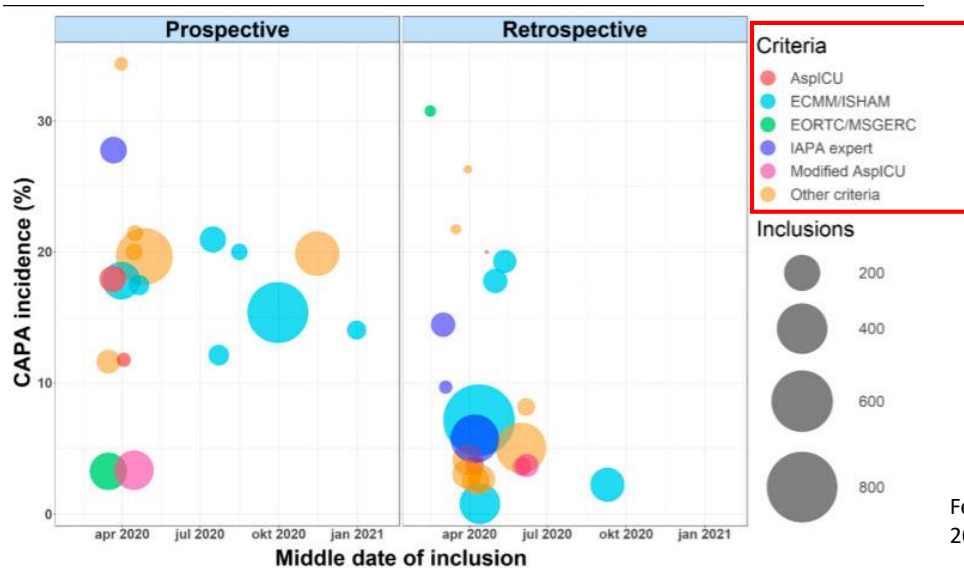 Prospective
Retrospective
CAPA incidence (%)
30
20
10
0
apr 2020 jul 2020 okt 2020 jan 2021
apr 2020 jul 2020 okt 2020 jan 2021
Middle date of inclusion
Criteria
AspICU
ECMM/ISHAM
EORTC/MSGERC
IAPA expert
Modified AspICU
Other criteria
Inclusions
200
400
600
800